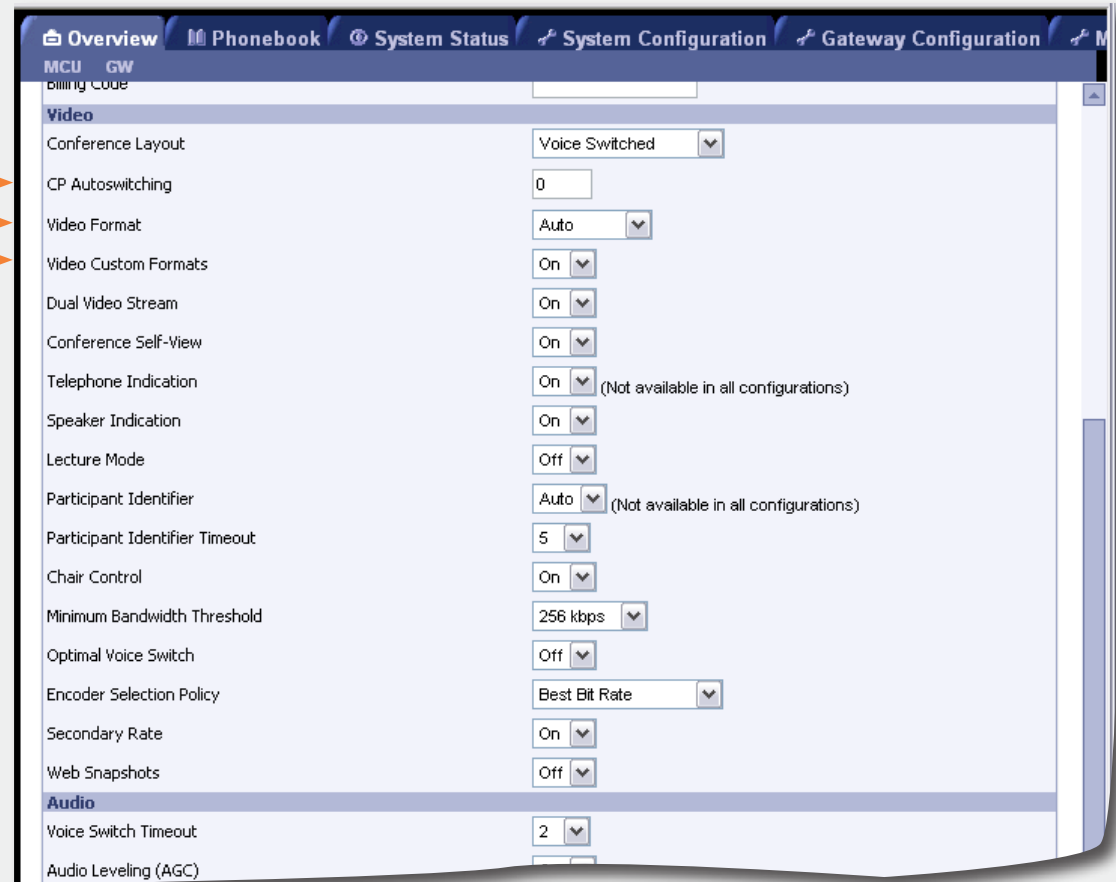 Overview Phonebook System Status System Configuration Gateway Configuration M
MCU GW
Billing Code
Video
Conference Layout Voice Switched
CP Autoswitching 0
Video Format Auto
Video Custom Formats On
Dual Video Stream On
Conference Self-View On
Telephone Indication On (Not available in all configurations)
Speaker Indication On
Lecture Mode Off
Participant Identifier Auto (Not available in all configurations)
Participant Identifier Timeout 5
Chair Control On
Minimum Bandwidth Threshold 256 kbps
Optimal Voice Switch Off
Encoder Selection Policy Best Bit Rate
Secondary Rate On
Web Snapshots Off
Audio
Voice Switch Timeout 2
Audio Leveling (AGC)